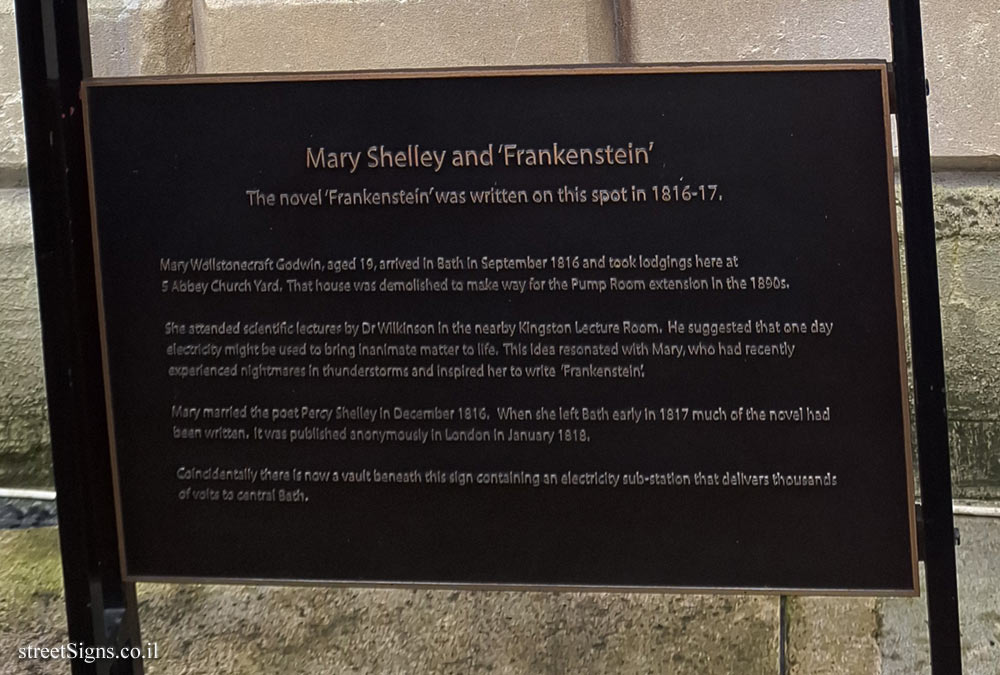 Mary Shelley and 'Frankenstein'
The novel 'Frankenstein' was written on this spot in 1816-17.
Mary Wollstonecraft Godwin, aged 19, arrived in Bath in September 1816 and took lodgings here at
5 Abbey Church Yard. That house was demolished to make way for the Pump Room extension in the 1890s.
She attended scientific lectures by Dr Wilkinson in the nearby Kingston Lecture Room. He suggested that one day
electricity might be used to bring inanimate matter to life. This idea resonated with Mary, who had recently
experienced nightmares in thunderstorms and inspired her to write 'Frankenstein'.
Mary married the poet Percy Shelley in December 1816. When she left Bath early in 1817 much of the novel had
been written. It was published anonymously in London in January 1818.
Coincidentally there is now a vault beneath this sign containing an electricity sub-station that delivers thousands
of volts to central Bath.
streetSigns.co.il